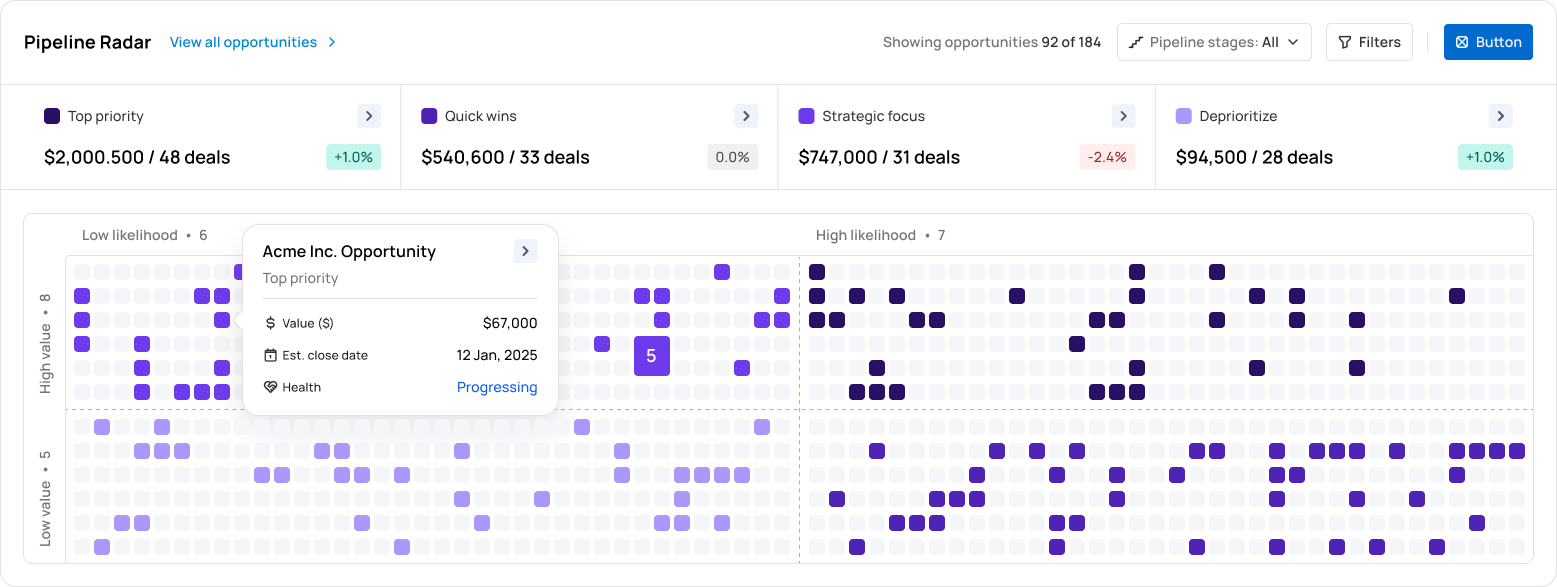 Pipeline Radar View all opportunities
Showing opportunities 92 of 184
Pipeline stages: All
Filters
Button
Top priority
$2,000.500 / 48 deals
+1.0%
Quick wins
$540,600 / 33 deals
0.0%
Strategic focus
$747,000 / 31 deals
-2.4%
Deprioritize
$94,500 / 28 deals
+1.0%
Low likelihood • 6
High likelihood • 7
High value • 8
Acme Inc. Opportunity
Top priority
Value ($) $67,000
Est. close date 12 Jan, 2025
Health Progressing
5
Low value • 5